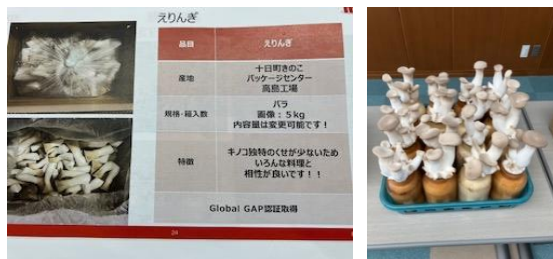 えりんぎ
品目
えりんぎ
産地
十日町きのこ
パッケージセンター
高島工場
規格・箱入数
バラ
画像：５kg
内容量は変更可能です！
特徴
キノコ独特のくせが少ないため
いろんな料理と
相性が良いです！！
Global GAP認証取得
24